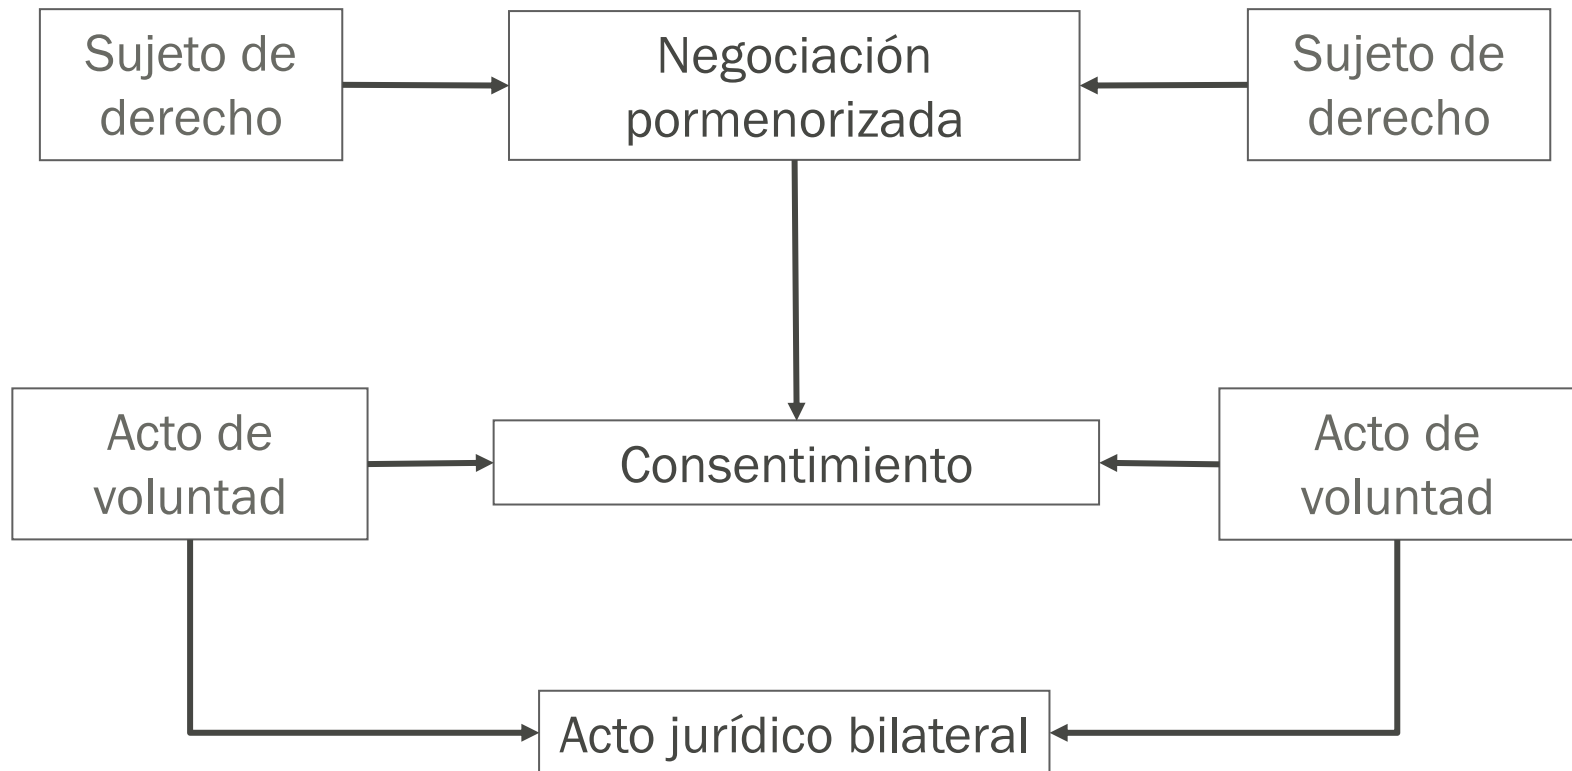 Sujeto de
derecho
Negociación
pormenorizada
Sujeto de
derecho
Acto de
voluntad
Consentimiento
Acto de
voluntad
Acto jurídico bilateral